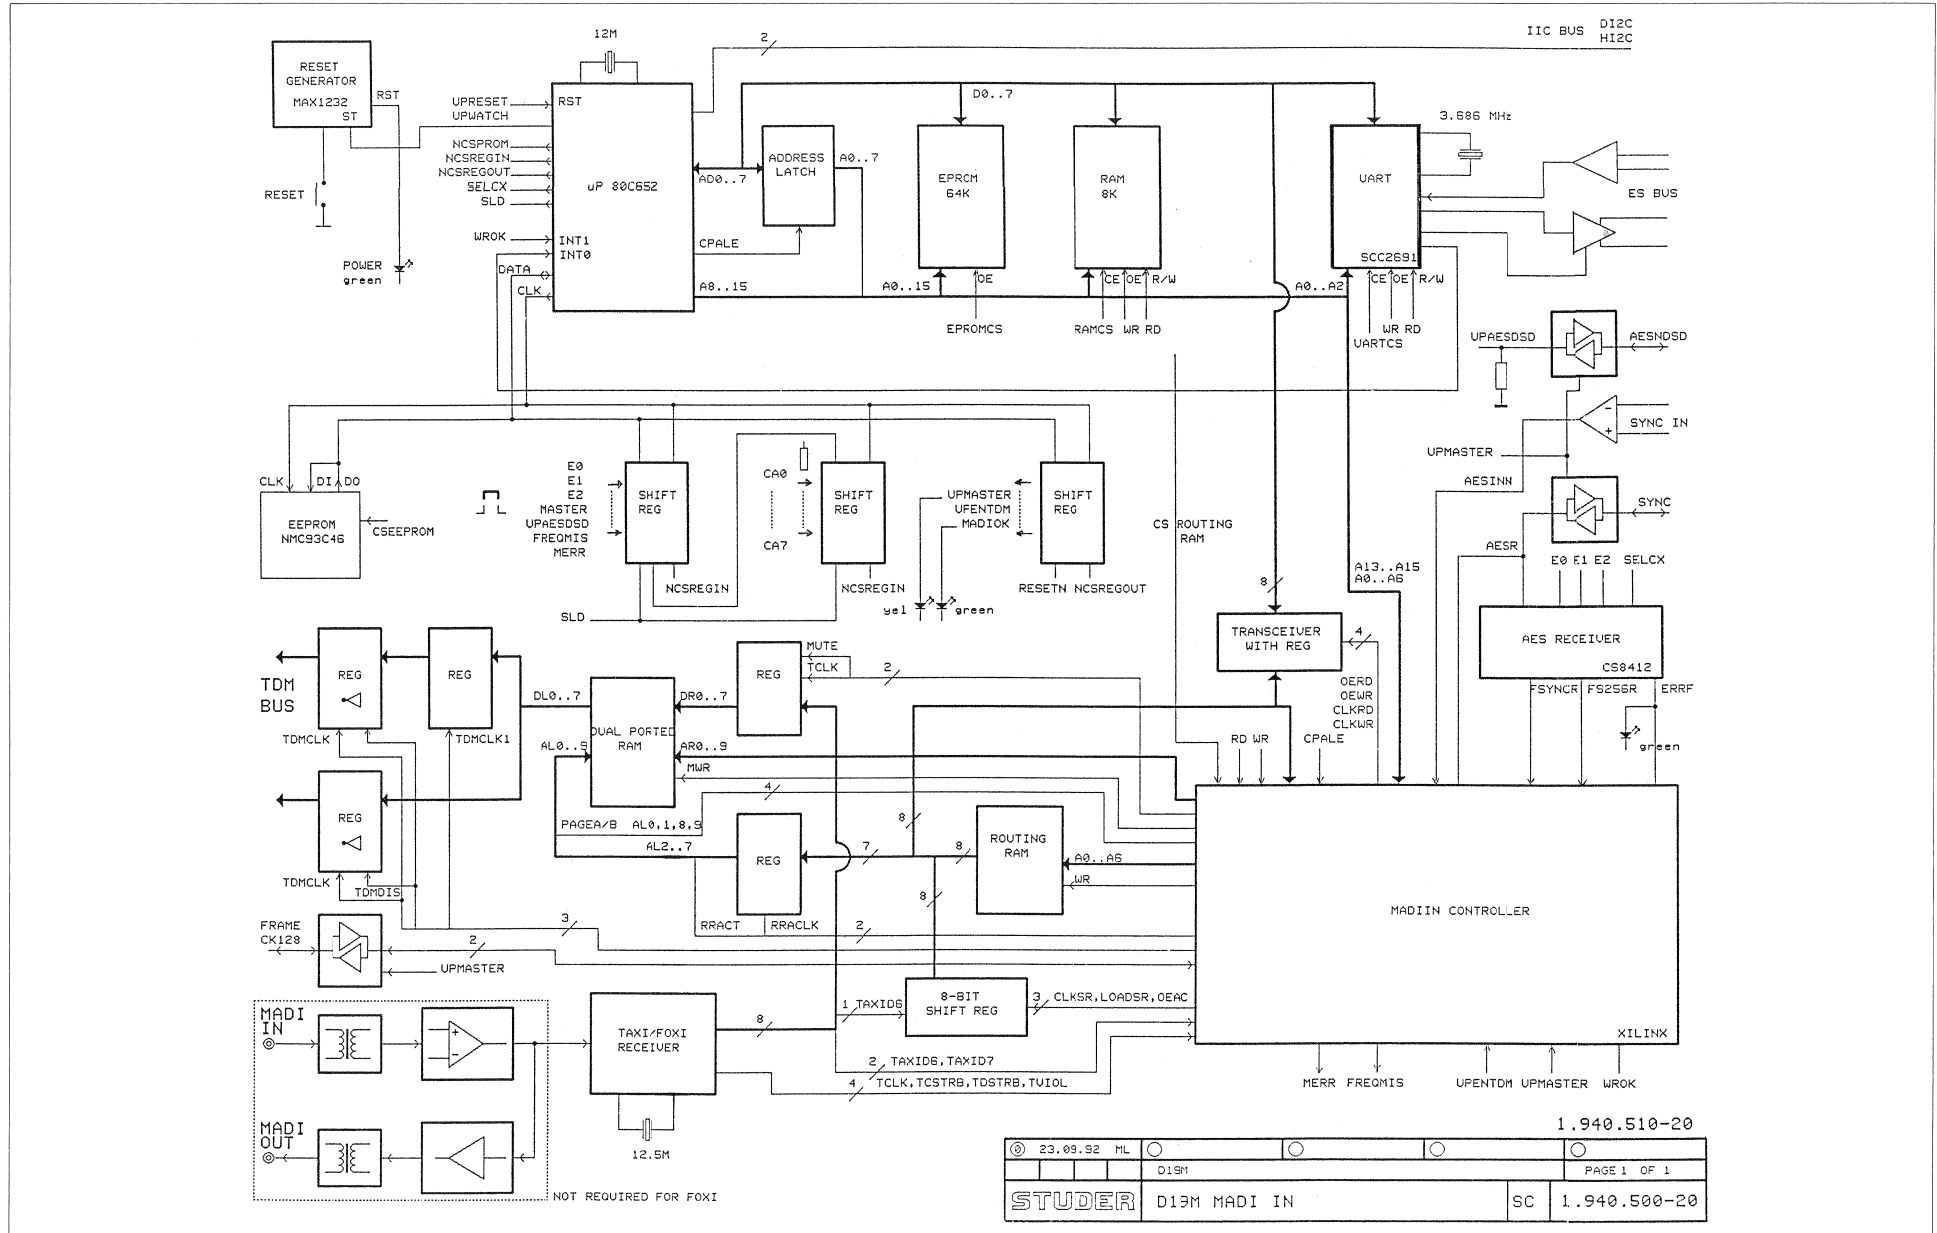 12M
2
IIC BUS
DI2C
HI2C
RESET
GENERATOR
MAX1232
ST
RST
UPRESET
UPWATCH
NCSPROM
NCSREGIN
NCSREGOUT
SELCX
SLD
WROK
DATA
CLK
RST
uP 80C652
INT1
INT0
RESET
POWER
green
AD0..7
ADDRESS
LATCH
A0..7
CPALE
A8..15
D0..7
EPROM
64K
A0..15
OE
EPROMCS
RAM
8K
CE OE R/W
RAMCS WR RD
UART
SCC2691
A0..A2
CE OE R/W
WR RD
UARTCS
3.686 MHz
ES BUS
UPAESDSD
AESNDSD
SYNC IN
UPMASTER
AESINN
SYNC
AESR
E0 E1 E2 SELCX
CLK
DI DO
EEPROM
NMC93C46
CSEEPROM
E0
E1
E2
MASTER
UPAESDSD
FREQMIS
MERR
SHIFT
REG
NCSREGIN
SLD
CA0
CA7
SHIFT
REG
NCSREGIN
UPMASTER
UFENTDM
MADIOK
SHIFT
REG
RESETN NCSREGOUT
yel
green
CS ROUTING
RAM
A13..A15
A0..A6
8
TRANSCEIVER
WITH REG
4
AES RECEIVER
CS8412
FSYNCR FS256R ERRF
green
OERD
OEWR
CLKRD
CLKWR
RD WR
CPALE
TDM
BUS
REG
REG
TDMCLK
TDMCLK1
REG
TDMCLK
TDMDIS
DL0..7
AL0..9
DUAL PORTED
RAM
DR0..7
AR0..9
MWR
REG
MUTE
TCLK
2
4
PAGEA/B AL0,1,8,9
AL2..7
REG
7
8
8
8
ROUTING
RAM
A0..A6
WR
RRACT
RRACLK
2
MADIIN CONTROLLER
XILINX
FRAME
CK128
2
3
UPMASTER
8-BIT
SHIFT REG
3
CLKSR,LOADSR,OEAC
1 TAXID6
MADI
IN
TAXI/FOXI
RECEIVER
8
2 TAXID6,TAXID7
4 TCLK,TCSTRB,TDSTRB,TVIOL
12.5M
MADI
OUT
NOT REQUIRED FOR FOXI
MERR FREQMIS
UPENTDM UPMASTER WROK
1.940.510-20
0 23.09.92 ML
D19M
PAGE 1 OF 1
STUDER
D19M MADI IN
SC
1.940.500-20